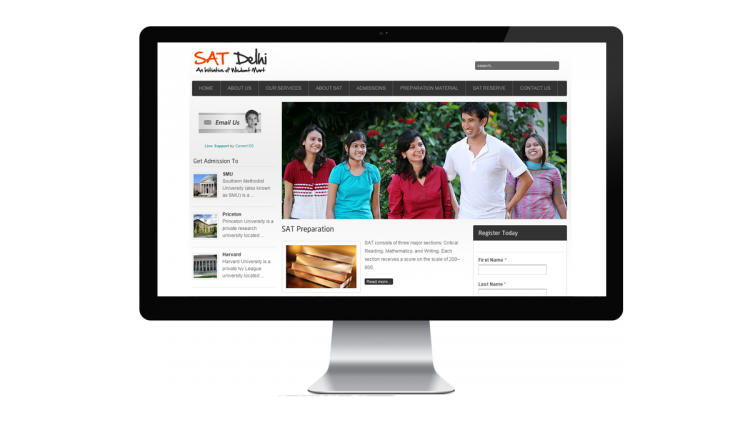 SAT Delhi
An Initiative of Wisdom Mart
search...
HOME ABOUT US OUR SERVICES ABOUT SAT ADMISSIONS PREPARATION MATERIAL SAT RESERVE CONTACT US
Email Us
Live Support by
Get Admission To
SMU
Southern Methodist
University (also known
as SMU) is a ...
Princeton
Princeton University is a
private research
university located ...
Harvard
Harvard University is a
private Ivy League
university located ...
SAT Preparation
SAT consists of three major sections: Critical
Reading, Mathematics, and Writing. Each
section receives a score on the scale of 200–
800.
Read more...
Register Today
First Name *
Last Name *